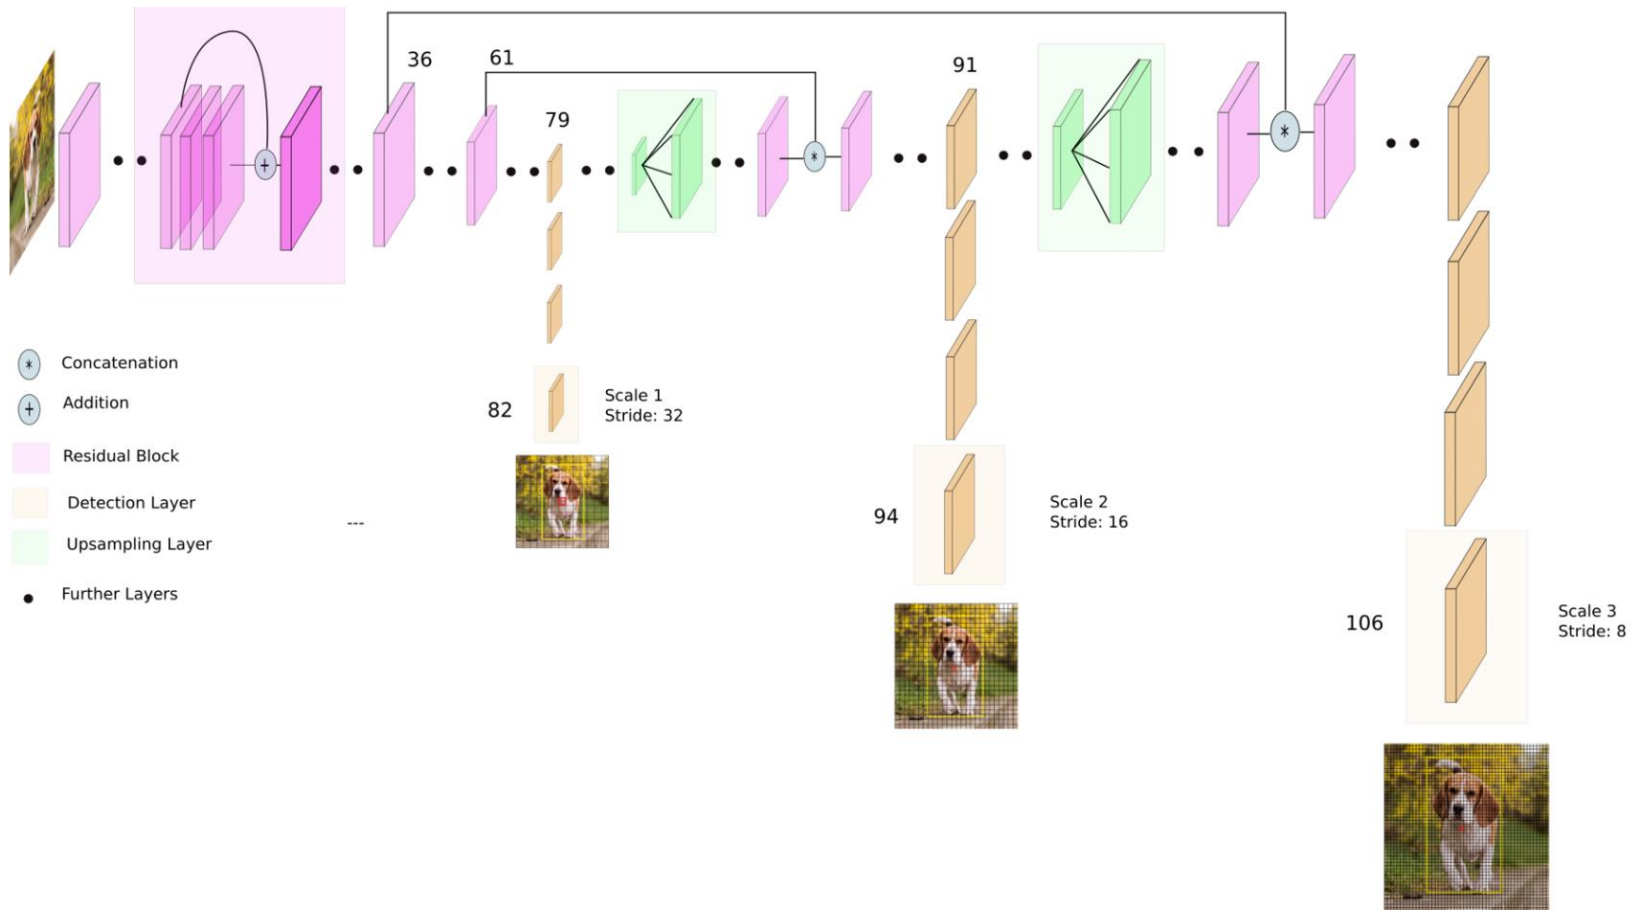 36
61
91
79
*
*
+
Concatenation
*
Addition
+
Residual Block
Detection Layer
Upsampling Layer
Further Layers
---
82
Scale 1
Stride: 32
94
Scale 2
Stride: 16
106
Scale 3
Stride: 8